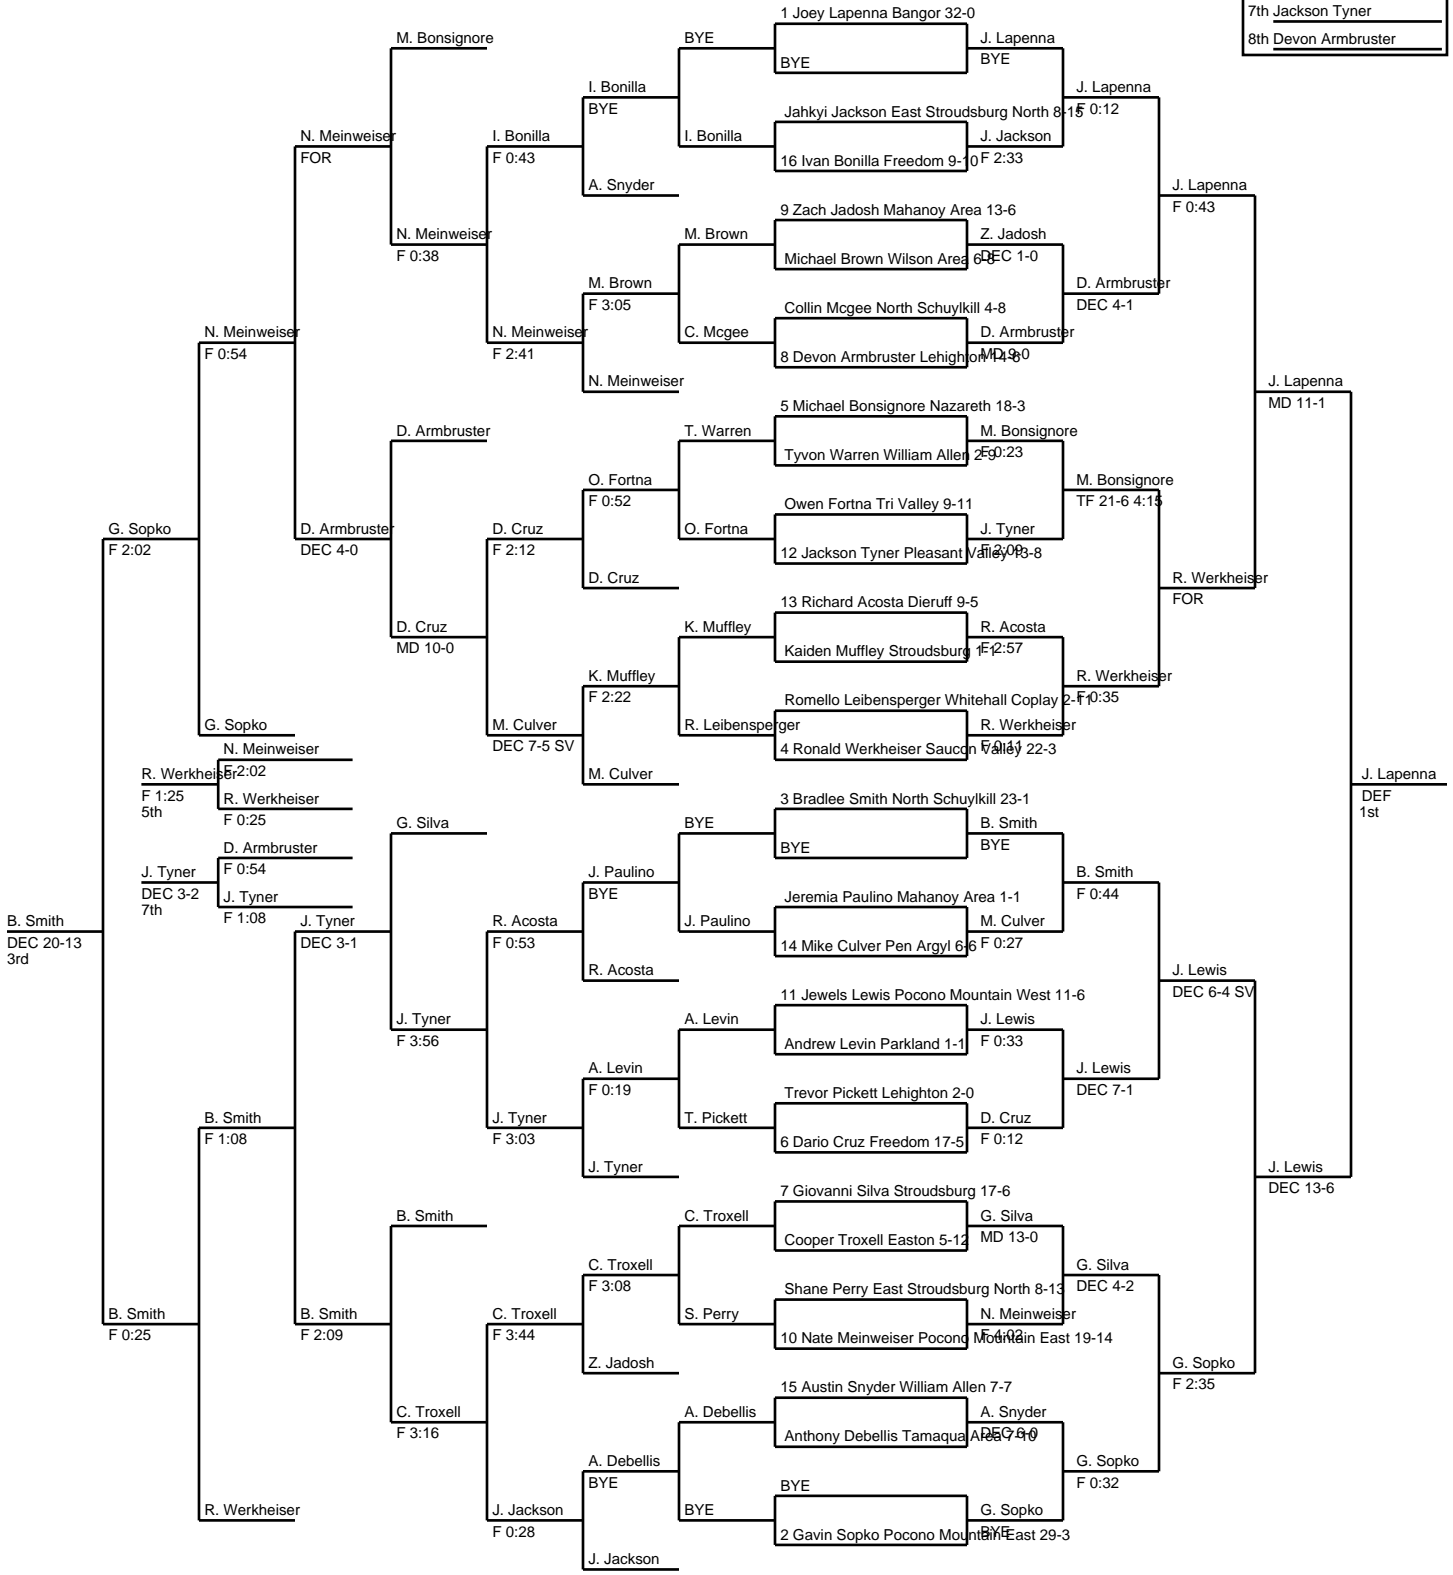 7th Jackson Tyner
8th Devon Armbruster
1 Joey Lapenna Bangor 32-0
BYE
Jahkyi Jackson East Stroudsburg North 8-15
16 Ivan Bonilla Freedom 9-10
9 Zach Jadosh Mahanoy Area 13-6
Michael Brown Wilson Area 6-8
Collin Mcgee North Schuylkill 4-8
8 Devon Armbruster Lehighton 14-6
5 Michael Bonsignore Nazareth 18-3
Tyvon Warren William Allen 2-9
Owen Fortna Tri Valley 9-11
12 Jackson Tyner Pleasant Valley 13-8
13 Richard Acosta Dieruff 9-5
Kaiden Muffley Stroudsburg 1-1
Romello Leibensperger Whitehall Coplay 2-11
4 Ronald Werkheiser Saucon Valley 22-3
3 Bradlee Smith North Schuylkill 23-1
BYE
Jeremia Paulino Mahanoy Area 1-1
14 Mike Culver Pen Argyl 6-6
11 Jewels Lewis Pocono Mountain West 11-6
Andrew Levin Parkland 1-1
Trevor Pickett Lehighton 2-0
6 Dario Cruz Freedom 17-5
7 Giovanni Silva Stroudsburg 17-6
Cooper Troxell Easton 5-12
Shane Perry East Stroudsburg North 8-13
10 Nate Meinweiser Pocono Mountain East 19-14
15 Austin Snyder William Allen 7-7
Anthony Debellis Tamaqua Area 7-10
BYE
2 Gavin Sopko Pocono Mountain East 29-3
J. Lapenna
BYE
J. Jackson
F 2:33
Z. Jadosh
DEC 1-0
D. Armbruster
MD 9-0
M. Bonsignore
F 0:23
J. Tyner
F 2:09
R. Acosta
F 2:57
R. Werkheiser
F 0:11
B. Smith
BYE
M. Culver
F 0:27
J. Lewis
F 0:33
D. Cruz
F 0:12
G. Silva
MD 13-0
N. Meinweiser
F 4:02
A. Snyder
DEC 6-0
G. Sopko
BYE
J. Lapenna
F 0:12
D. Armbruster
DEC 4-1
M. Bonsignore
TF 21-6 4:15
R. Werkheiser
F 0:35
B. Smith
F 0:44
J. Lewis
DEC 7-1
G. Silva
DEC 4-2
G. Sopko
F 0:32
J. Lapenna
F 0:43
R. Werkheiser
FOR
J. Lewis
DEC 6-4 SV
G. Sopko
F 2:35
J. Lapenna
MD 11-1
J. Lewis
DEC 13-6
J. Lapenna
DEF
1st
BYE
I. Bonilla
M. Brown
C. Mcgee
T. Warren
O. Fortna
K. Muffley
R. Leibensperger
BYE
J. Paulino
A. Levin
T. Pickett
C. Troxell
S. Perry
A. Debellis
BYE
I. Bonilla
BYE
A. Snyder
M. Brown
F 3:05
N. Meinweiser
O. Fortna
F 0:52
D. Cruz
K. Muffley
F 2:22
M. Culver
J. Paulino
BYE
R. Acosta
A. Levin
F 0:19
J. Tyner
C. Troxell
F 3:08
Z. Jadosh
A. Debellis
BYE
J. Jackson
I. Bonilla
F 0:43
N. Meinweiser
F 2:41
D. Cruz
F 2:12
M. Culver
DEC 7-5 SV
R. Acosta
F 0:53
J. Tyner
F 3:03
C. Troxell
F 3:44
J. Jackson
F 0:28
M. Bonsignore
N. Meinweiser
F 0:38
D. Armbruster
D. Cruz
MD 10-0
G. Silva
J. Tyner
F 3:56
B. Smith
C. Troxell
F 3:16
N. Meinweiser
FOR
D. Armbruster
DEC 4-0
J. Tyner
DEC 3-1
B. Smith
F 2:09
N. Meinweiser
F 0:54
G. Sopko
B. Smith
F 1:08
R. Werkheiser
G. Sopko
F 2:02
B. Smith
F 0:25
B. Smith
DEC 20-13
3rd
N. Meinweiser
F 2:02
R. Werkheiser
F 0:25
R. Werkheiser
F 1:25
5th
D. Armbruster
F 0:54
J. Tyner
F 1:08
J. Tyner
DEC 3-2
7th